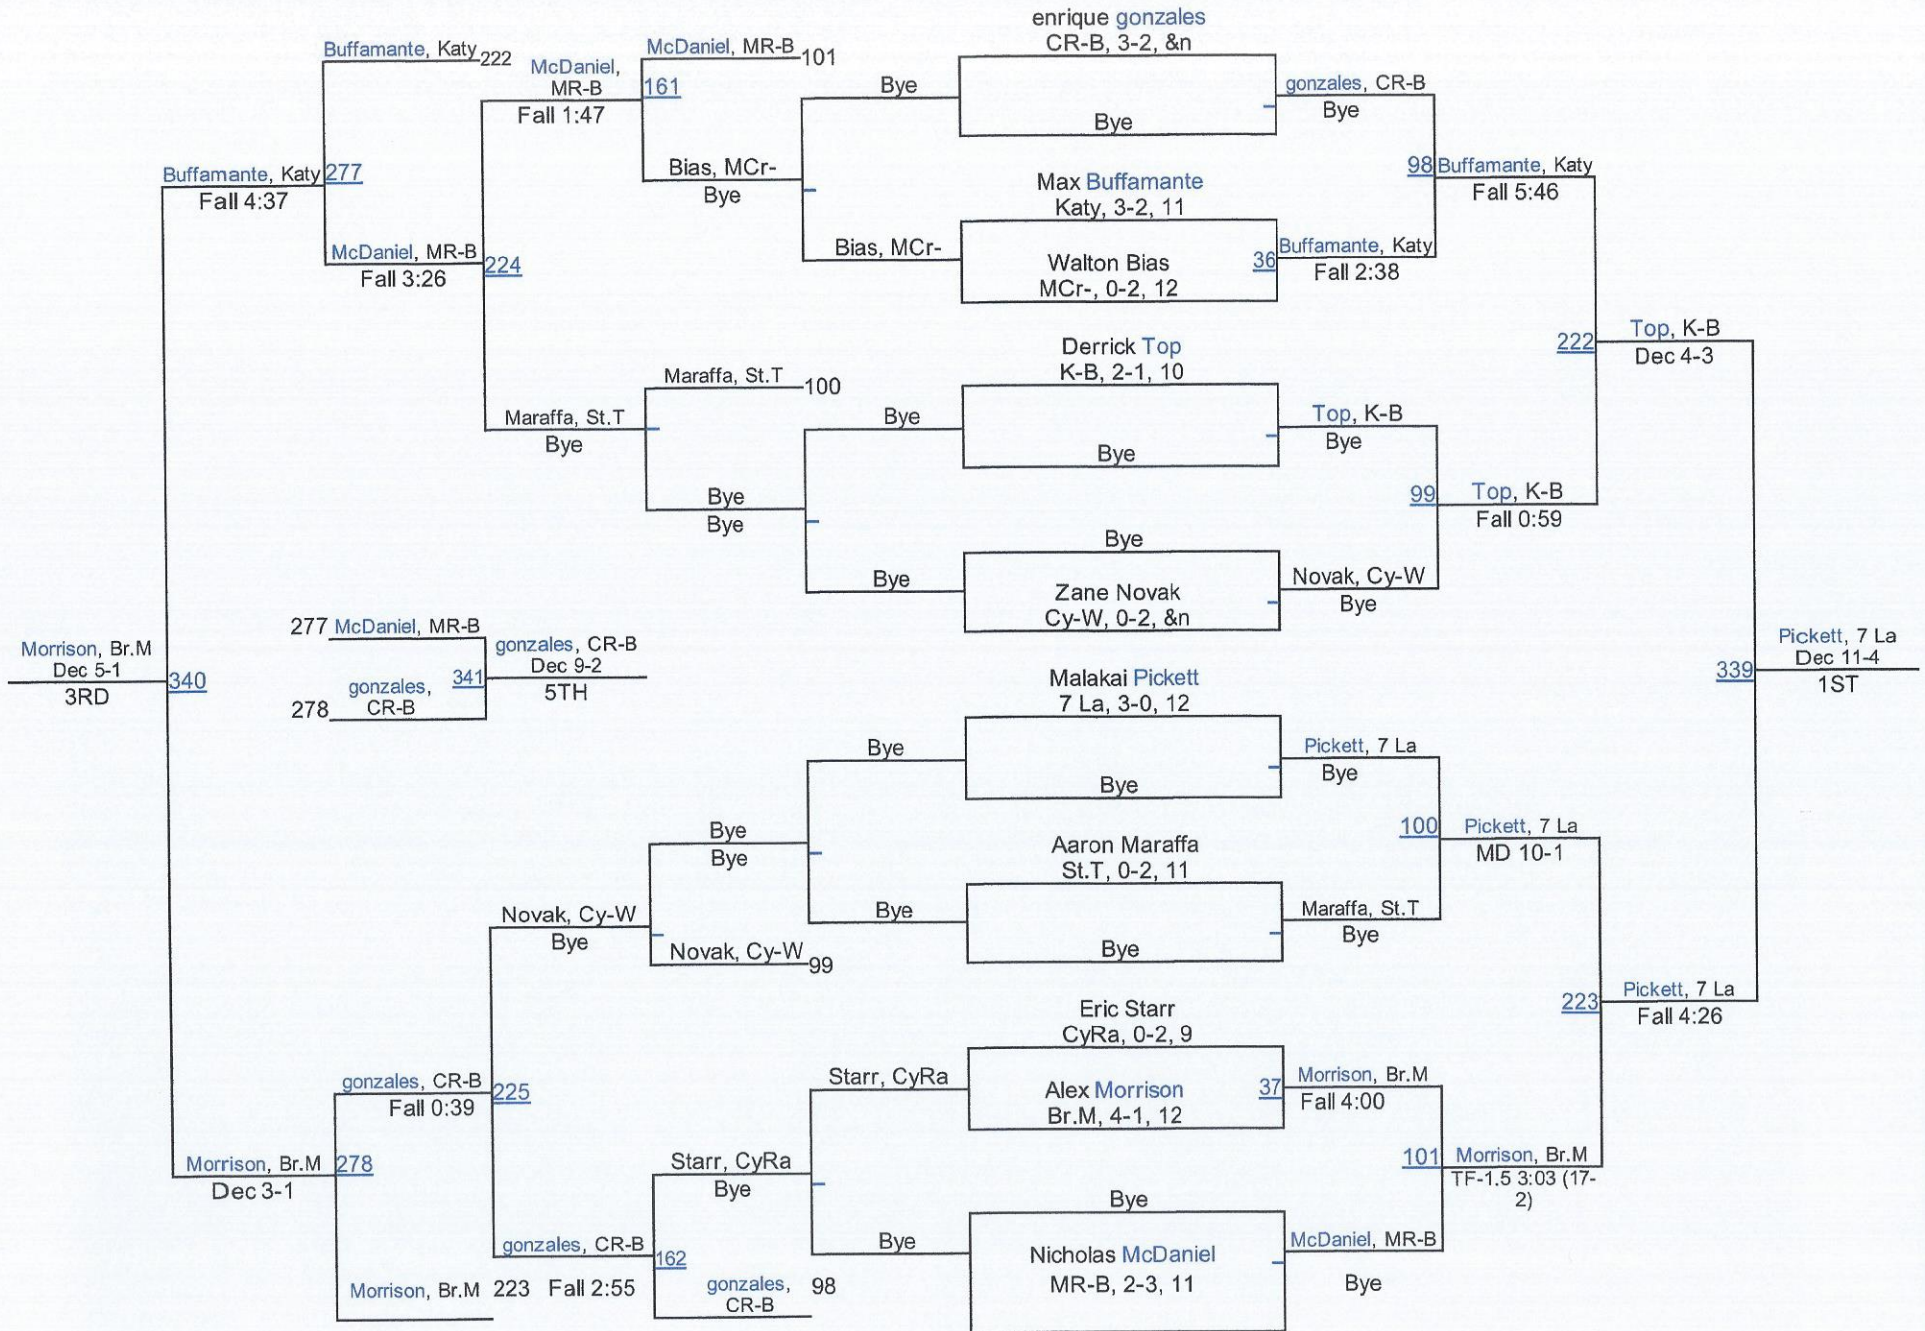 enrique gonzales
CR-B, 3-2, &n
Bye
gonzales, CR-B
Bye
Max Buffamante
Katy, 3-2, 11
Walton Bias
MCr-, 0-2, 12
36
Buffamante, Katy
Fall 2:38
98
Buffamante, Katy
Fall 5:46
Derrick Top
K-B, 2-1, 10
Bye
Top, K-B
Bye
Bye
Zane Novak
Cy-W, 0-2, &n
Novak, Cy-W
Bye
99
Top, K-B
Fall 0:59
222
Top, K-B
Dec 4-3
Malakai Pickett
7 La, 3-0, 12
Bye
Pickett, 7 La
Bye
Aaron Maraffa
St.T, 0-2, 11
Bye
Maraffa, St.T
Bye
100
Pickett, 7 La
MD 10-1
Eric Starr
CyRa, 0-2, 9
Alex Morrison
Br.M, 4-1, 12
37
Morrison, Br.M
Fall 4:00
Bye
Nicholas McDaniel
MR-B, 2-3, 11
McDaniel, MR-B
Bye
101
Morrison, Br.M
TF-1.5 3:03 (17-
2)
223
Pickett, 7 La
Fall 4:26
339
Pickett, 7 La
Dec 11-4
1ST
Bye
Bias, MCr-
Bias, MCr-
Bye
McDaniel, MR-B
101
161
McDaniel,
MR-B
Fall 1:47
Bye
Bye
Bye
Bye
Maraffa, St.T
100
Maraffa, St.T
Bye
224
McDaniel, MR-B
Fall 3:26
Buffamante, Katy
222
277
Buffamante, Katy
Fall 4:37
277
McDaniel, MR-B
gonzales,
CR-B
278
341
gonzales, CR-B
Dec 9-2
5TH
Morrison, Br.M
Dec 5-1
3RD
340
Bye
Bye
Bye
Bye
Novak, Cy-W
99
Novak, Cy-W
Bye
Starr, CyRa
Bye
Starr, CyRa
Bye
gonzales,
CR-B
98
162
gonzales, CR-B
Fall 2:55
225
gonzales, CR-B
Fall 0:39
Morrison, Br.M
223
278
Morrison, Br.M
Dec 3-1